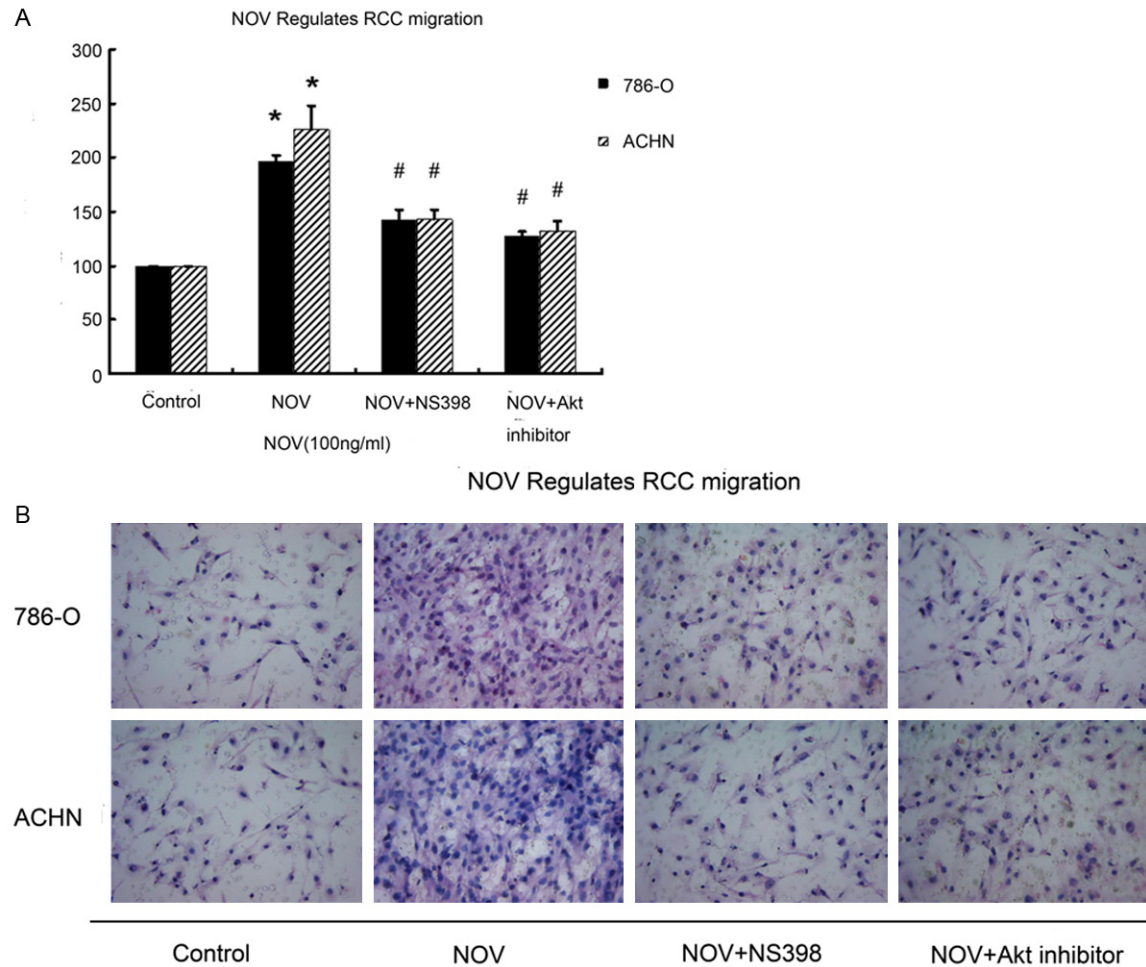 A
NOV Regulates RCC migration
300
250
200
150
100
50
0
*
*
#
#
#
#
786-O
ACHN
Control
NOV
NOV+NS398
NOV+Akt
inhibitor
NOV(100ng/ml)
NOV Regulates RCC migration
B
786-O
ACHN
Control
NOV
NOV+NS398
NOV+Akt inhibitor